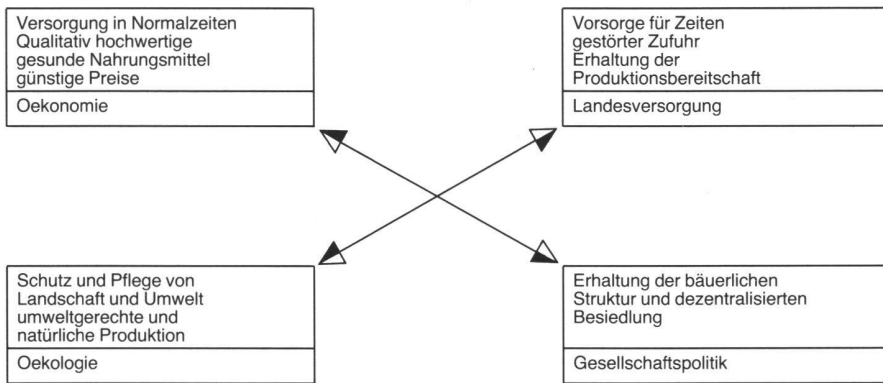 Versorgung in Normalzeiten
Qualitativ hochwertige
gesunde Nahrungsmittel
günstige Preise
Oekonomie
Vorsorge für Zeiten
gestörter Zufuhr
Erhaltung der
Produktionsbereitschaft
Landesversorgung
Schutz und Pflege von
Landschaft und Umwelt
umweltgerechte und
natürliche Produktion
Oekologie
Erhaltung der bäuerlichen
Struktur und dezentralisierten
Besiedlung
Gesellschaftspolitik